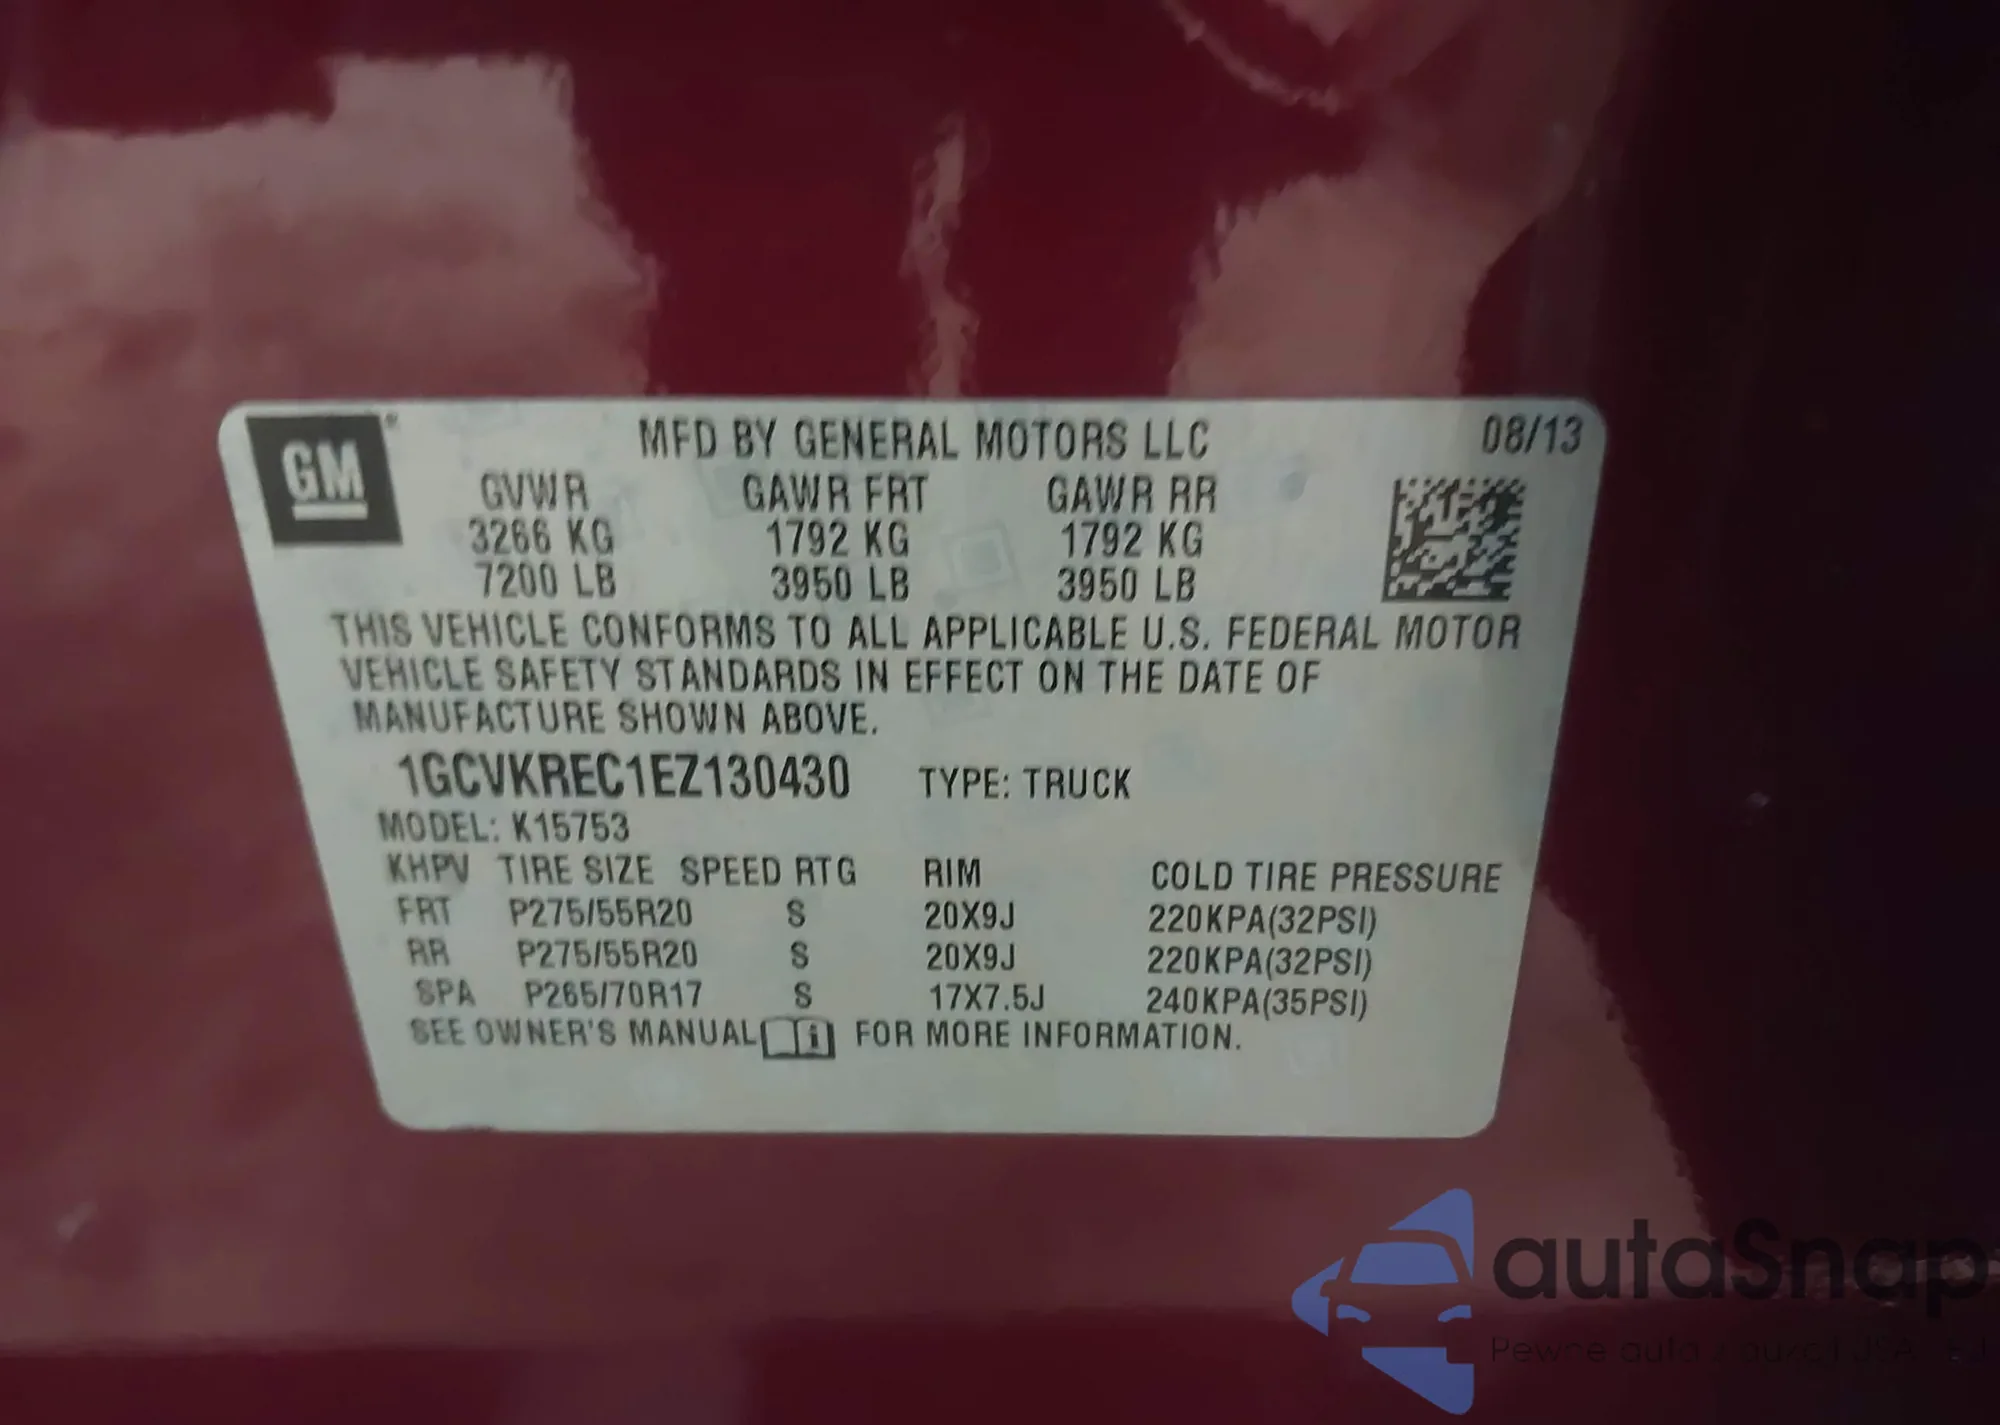 GM
MFD BY GENERAL MOTORS LLC 08/13
GVWR GAWR FRT GAWR RR
3266 KG 1792 KG 1792 KG
7200 LB 3950 LB 3950 LB
THIS VEHICLE CONFORMS TO ALL APPLICABLE U.S. FEDERAL MOTOR
VEHICLE SAFETY STANDARDS IN EFFECT ON THE DATE OF
MANUFACTURE SHOWN ABOVE.
1GCVKREC1EZ130430 TYPE: TRUCK
MODEL: K15753
KHPV TIRE SIZE SPEED RTG RIM COLD TIRE PRESSURE
FRT P275/55R20 S 20X9J 220KPA(32PSI)
RR P275/55R20 S 20X9J 220KPA(32PSI)
SPA P265/70R17 S 17X7.5J 240KPA(35PSI)
SEE OWNER'S MANUAL FOR MORE INFORMATION.
autaSnap
Pewne auta z